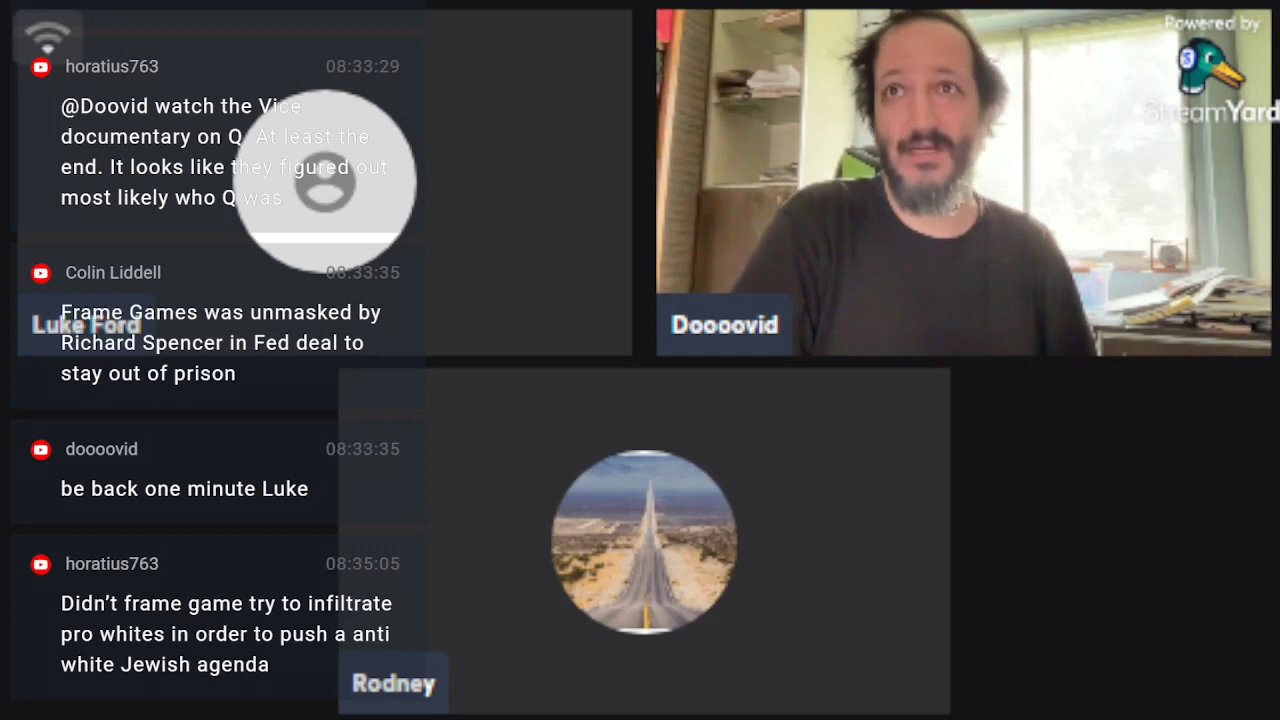 horatius763 08:33:29
@Doovid watch the Vice
documentary on Q. At least the
end. It looks like they figured out
most likely who Q was
Colin Liddell 08:33:35
Frame Games was unmasked by
Richard Spencer in Fed deal to
stay out of prison
doooovid 08:33:35
be back one minute Luke
horatius763 08:35:05
Didn’t frame game try to infiltrate
pro whites in order to push a anti
white Jewish agenda
Luke Ford
Powered by
StreamYard
Doooovid
Rodney